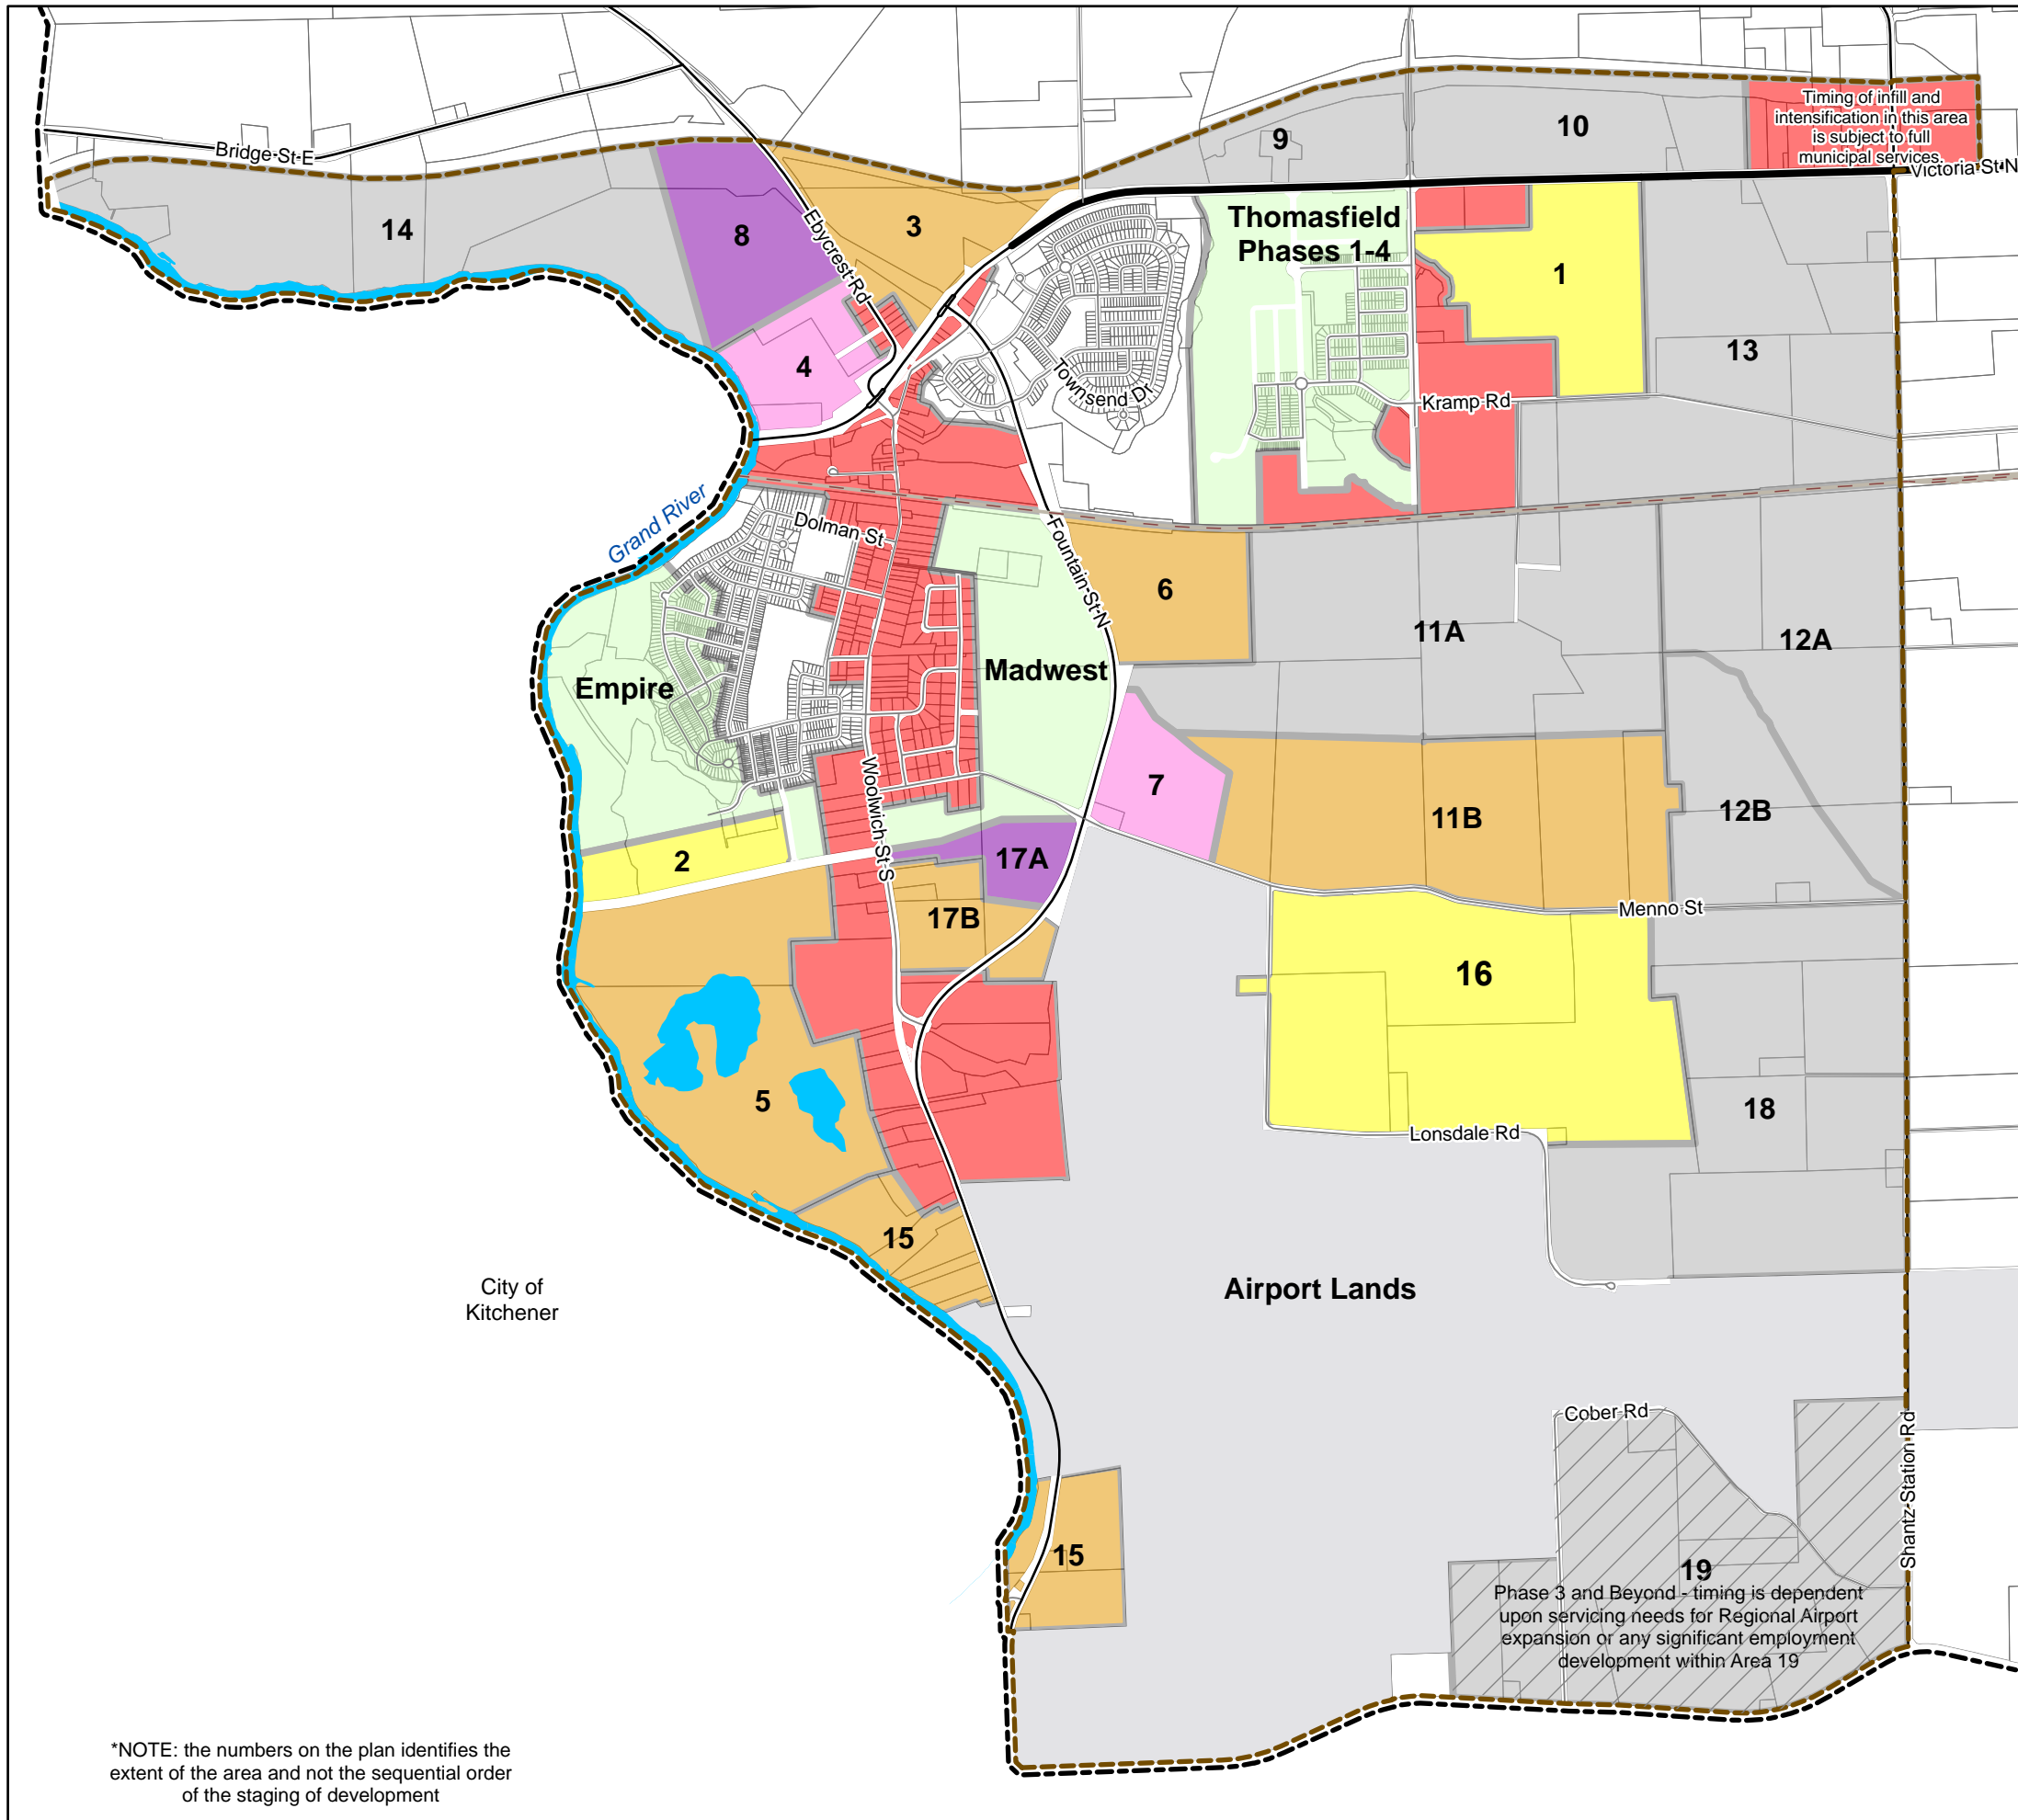 Timing of infill and
intensification in this area
is subject to full
municipal services.
9
10
Victoria St N
Bridge St E
14
8
Ebycrest Rd
3
Thomasfield
Phases 1-4
1
13
4
Townsend Dr
Kramp Rd
Grand River
Dolman St
Fountain St N
6
11A
12A
Empire
Madwest
Woolwich St S
7
11B
12B
2
17A
17B
Menno St
16
5
18
Lonsdale Rd
15
City of
Kitchener
Airport Lands
Cober Rd
Shantz Station Rd
15
19
Phase 3 and Beyond - timing is dependent
upon servicing needs for Regional Airport
expansion or any significant employment
development within Area 19
*NOTE: the numbers on the plan identifies the
extent of the area and not the sequential order
of the staging of development